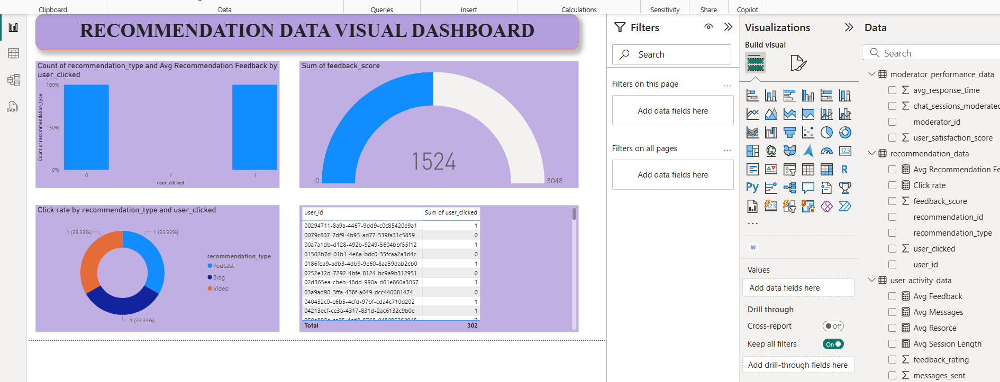 Clipboard
Data
Queries
Insert
Calculations
Sensitivity
Share
Copilot
RECOMMENDATION DATA VISUAL DASHBOARD
Count of recommendation_type and Avg Recommendation Feedback by
user_clicked
100%
50%
0%
Count of recommendation_type
0
1
1
user_clicked
Sum of feedback_score
1524
0
3048
Click rate by recommendation_type and user_clicked
1 (33.33%)
1 (33.33%)
1 (33.33%)
recommendation_type
Podcast
Blog
Video
user_id Sum of user_clicked
00294711-8a9a-4467-9dd9-c0c85420e9a1 1
0079c607-7df9-4b93-ad77-539fa31c5859 0
00a7a1db-d128-492b-9249-5604bbf55f12 1
01502b7d-01b1-4e6a-bdc0-35fcaa2a3d4c 0
0186fea9-adb3-4db9-9e60-8aa59dab2cb0 1
0252e12d-7292-4bfe-8124-bc9a9b312951 0
02d365ea-cbeb-48dd-990a-d61e860a3057 1
03a9ad90-3ffa-438f-a049-dcc440081474 0
040432c0-e6b5-4cfd-97bf-cda4c710d202 1
04213ecf-ce3a-4317-831d-2ac6132c9b0e 1
Total 302
Filters
Search
Filters on this page
...
Add data fields here
Filters on all pages
...
Add data fields here
Visualizations
Build visual
123
R
Py
123
...
W
Values
Add data fields here
Drill through
Cross-report Off
Keep all filters On
Add drill-through fields here
Data
Search
moderator_performance_data
avg_response_time
chat_sessions_moderated
moderator_id
user_satisfaction_score
recommendation_data
Avg Recommendation Fe
Click rate
feedback_score
recommendation_id
recommendation_type
user_clicked
user_id
user_activity_data
Avg Feedback
Avg Messages
Avg Resorce
Avg Session Length
feedback_rating
messages_sent
DAX